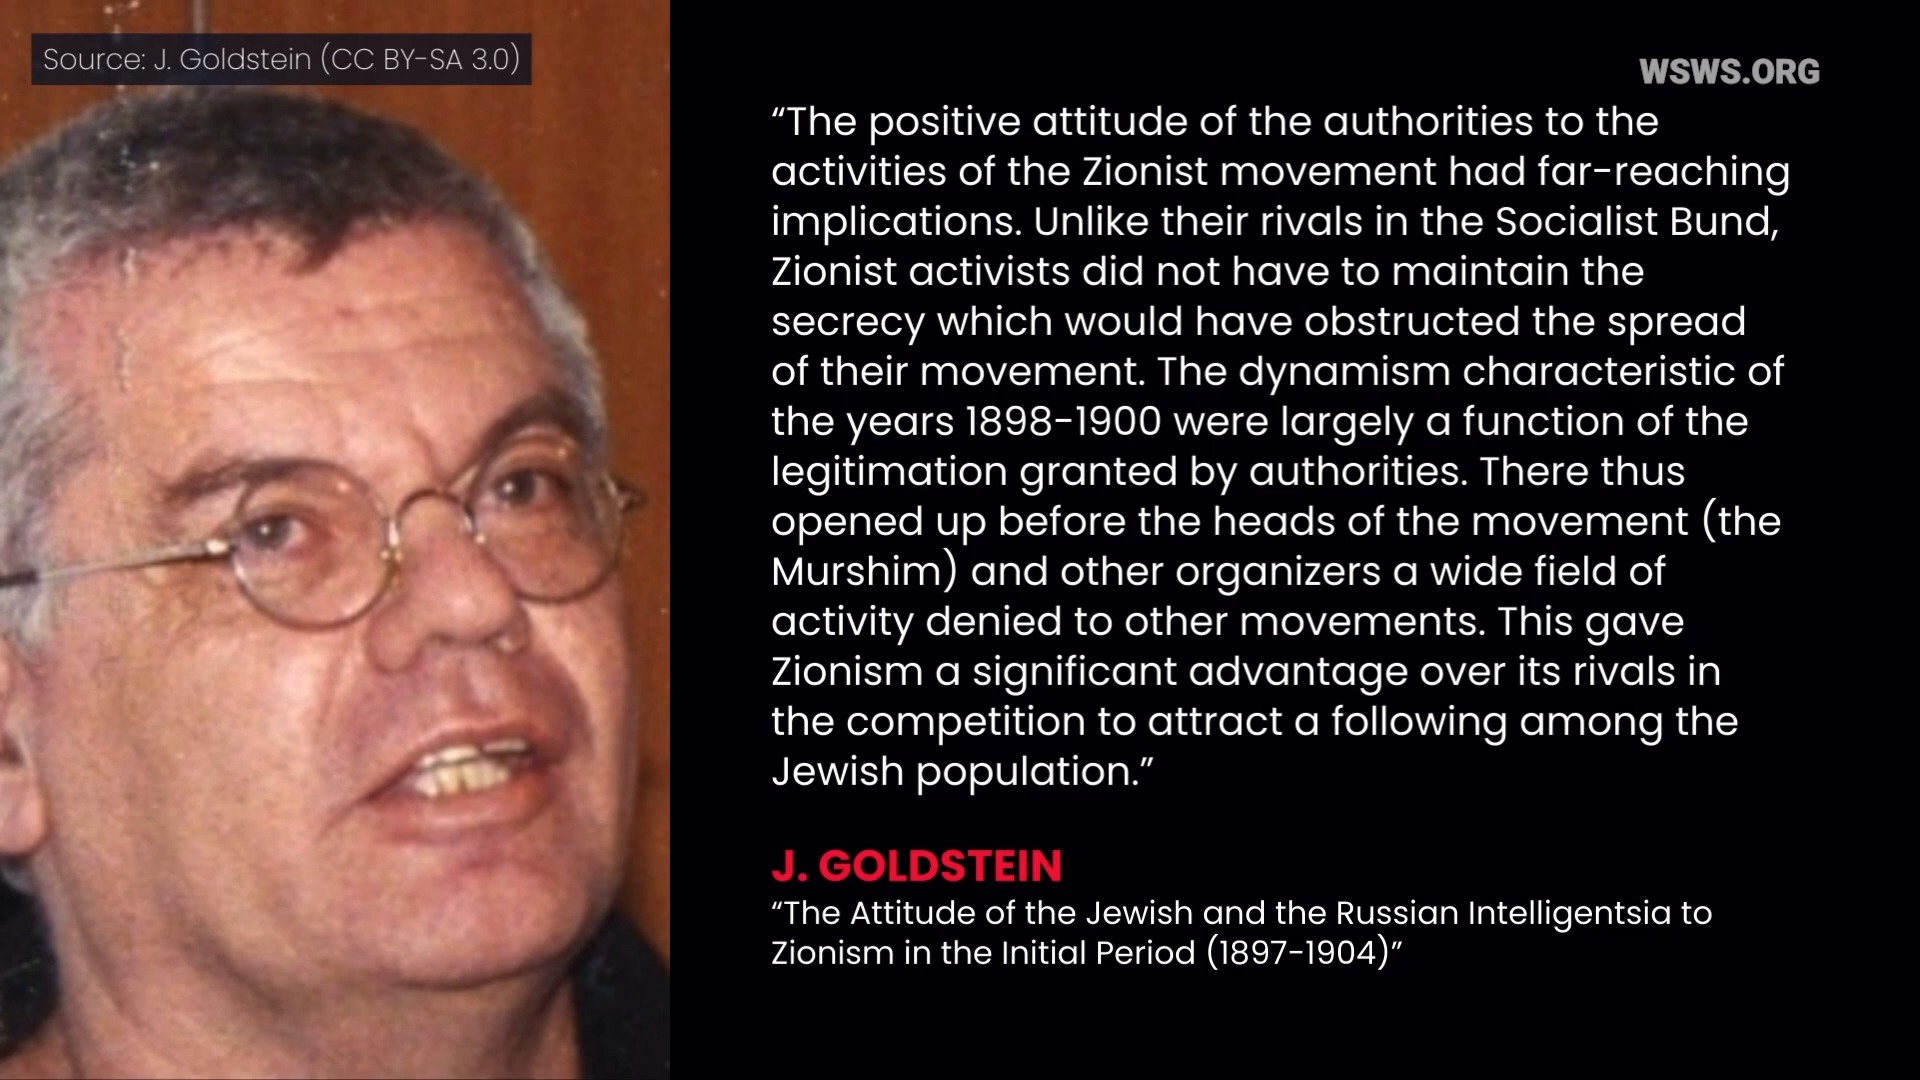 Source: J. Goldstein (CC BY-SA 3.0)
WSWS.ORG
“The positive attitude of the authorities to the
activities of the Zionist movement had far-reaching
implications. Unlike their rivals in the Socialist Bund,
Zionist activists did not have to maintain the
secrecy which would have obstructed the spread
of their movement. The dynamism characteristic of
the years 1898-1900 were largely a function of the
legitimation granted by authorities. There thus
opened up before the heads of the movement (the
Murshim) and other organizers a wide field of
activity denied to other movements. This gave
Zionism a significant advantage over its rivals in
the competition to attract a following among the
Jewish population.”
J. GOLDSTEIN
“The Attitude of the Jewish and the Russian Intelligentsia to
Zionism in the Initial Period (1897-1904)”